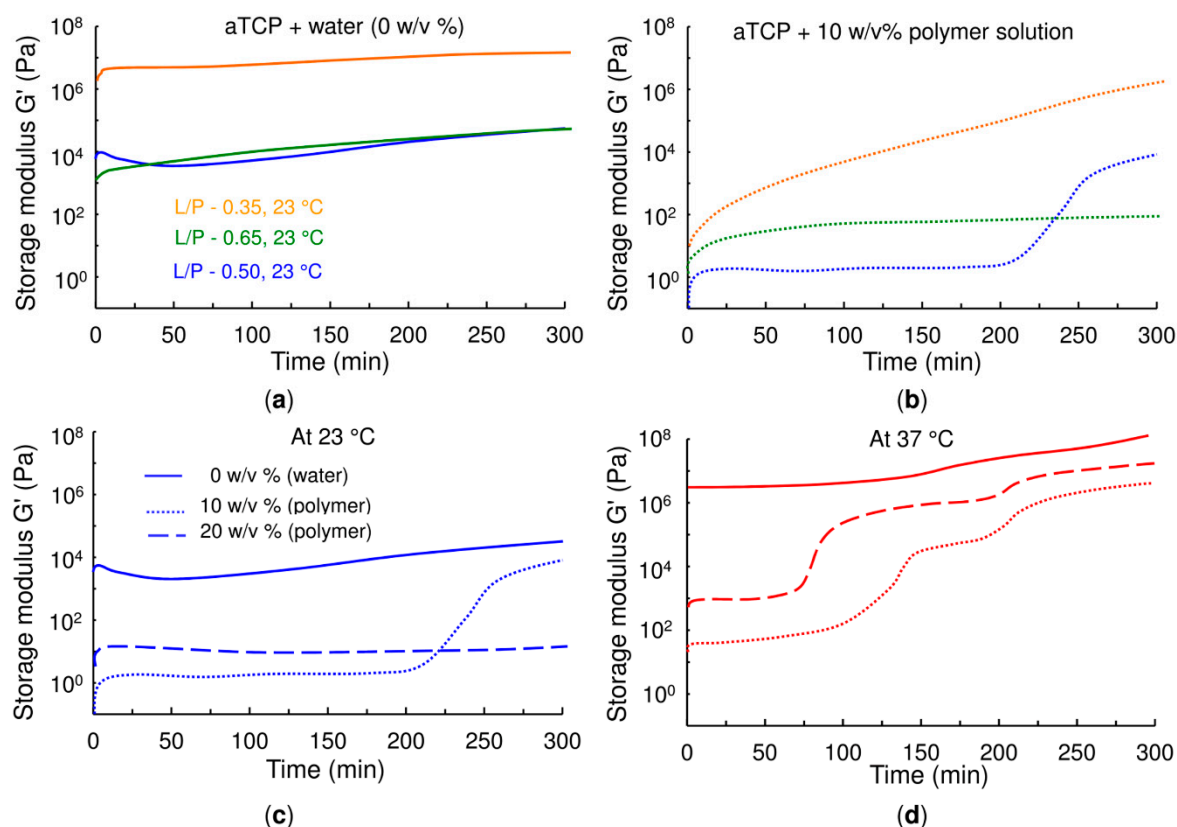 aTCP + water (0 w/v %)
Storage modulus G' (Pa)
10⁸
10⁶
10⁴
10²
10⁰
L/P - 0.35, 23 °C
L/P - 0.65, 23 °C
L/P - 0.50, 23 °C
0 50 100 150 200 250 300
Time (min)
(a)
aTCP + 10 w/v% polymer solution
Storage modulus G' (Pa)
10⁸
10⁶
10⁴
10²
10⁰
0 50 100 150 200 250 300
Time (min)
(b)
At 23 °C
Storage modulus G' (Pa)
10⁸
10⁶
10⁴
10²
10⁰
0 w/v % (water)
10 w/v % (polymer)
20 w/v % (polymer)
0 50 100 150 200 250 300
Time (min)
(c)
At 37 °C
Storage modulus G' (Pa)
10⁸
10⁶
10⁴
10²
10⁰
0 50 100 150 200 250 300
Time (min)
(d)